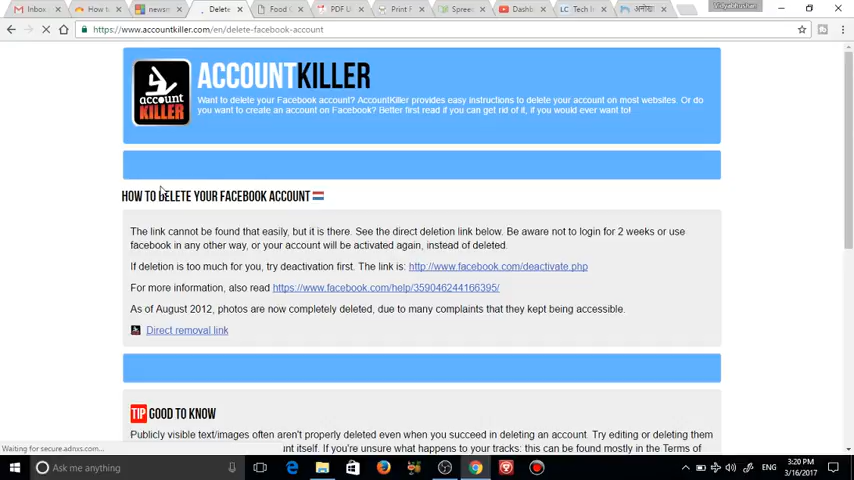 Vidyabhushan
Inbox
How t
newsm
Delete
Food (
PDF U
Print F
Spree
Dashb
LC Tech I
अनोखा
https://www.accountkiller.com/en/delete-facebook-account
ACCOUNTKILLER
account
KILLER
Want to delete your Facebook account? AccountKiller provides easy instructions to delete your account on most websites. Or do
you want to create an account on Facebook? Better first read if you can get rid of it, if you would ever want to!
HOW TO DELETE YOUR FACEBOOK ACCOUNT
The link cannot be found that easily, but it is there. See the direct deletion link below. Be aware not to login for 2 weeks or use
facebook in any other way, or your account will be activated again, instead of deleted.
If deletion is too much for you, try deactivation first. The link is: http://www.facebook.com/deactivate.php
For more information, also read https://www.facebook.com/help/359046244166395/
As of August 2012, photos are now completely deleted, due to many complaints that they kept being accessible.
Direct removal link
TIP GOOD TO KNOW
Publicly visible text/images often aren't properly deleted even when you succeed in deleting an account. Try editing or deleting them
unt itself. If you're unsure what happens to your tracks: this can be found mostly in the Terms of
Waiting for secure.adnxs.com...
Ask me anything
ENG
3:20 PM
3/16/2017